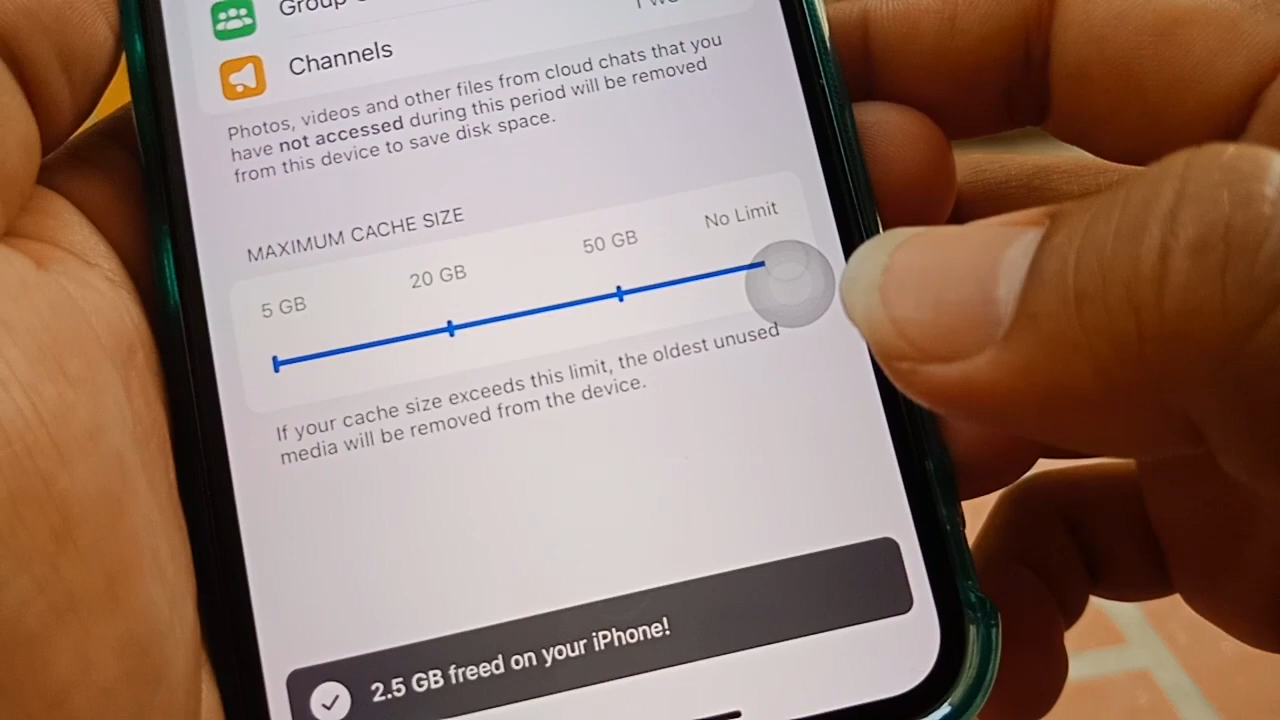 Group
Channels
Photos, videos and other files from cloud chats that you
have not accessed during this period will be removed
from this device to save disk space.
MAXIMUM CACHE SIZE
5 GB
20 GB
50 GB
No Limit
If your cache size exceeds this limit, the oldest unused
media will be removed from the device.
2.5 GB freed on your iPhone!